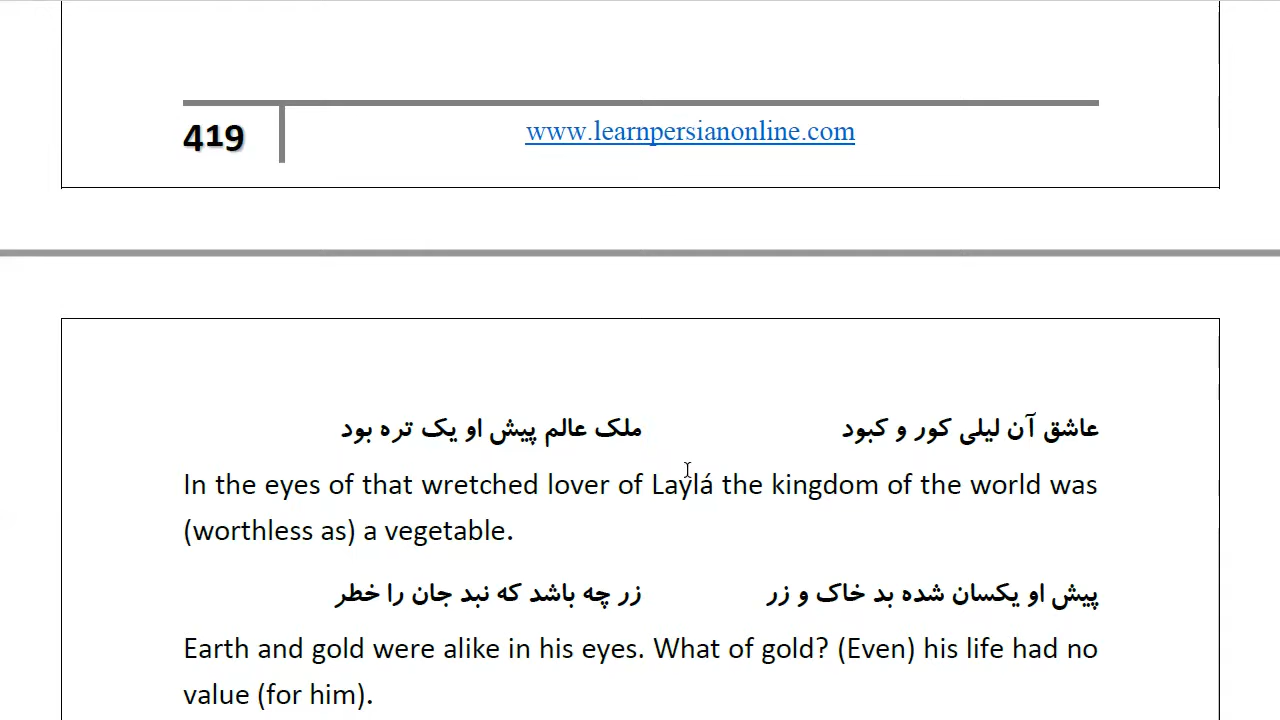 419
www.learnpersianonline.com
عاشق آن لیلی کور و کبود ملک عالم پیش او یک تره بود
In the eyes of that wretched lover of Laylá the kingdom of the world was
(worthless as) a vegetable.
پیش او یکسان شده بد خاک و زر زر چه باشد که نبد جان را خطر
Earth and gold were alike in his eyes. What of gold? (Even) his life had no
value (for him).